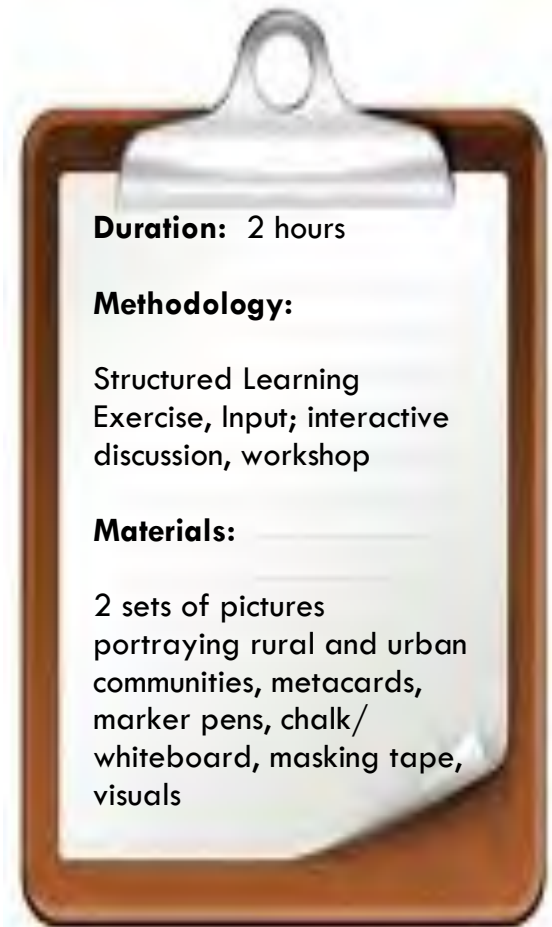 Duration: 2 hours
Methodology:
Structured Learning
Exercise, Input; interactive
discussion, workshop
Materials:
2 sets of pictures
portraying rural and urban
communities, metacards,
marker pens, chalk/
whiteboard, masking tape,
visuals